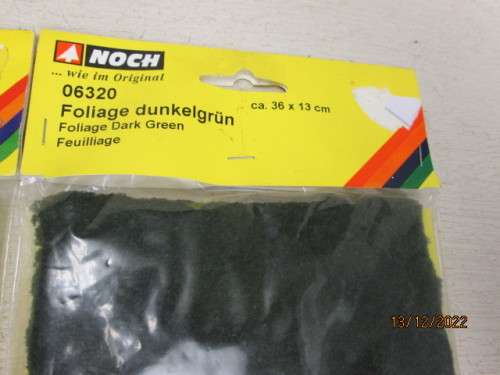 NOCH
... wie im Original
06320
Foliage dunkelgrün
ca. 36 x 13 cm
Foliage Dark Green
Feuilliage
13/12/2022